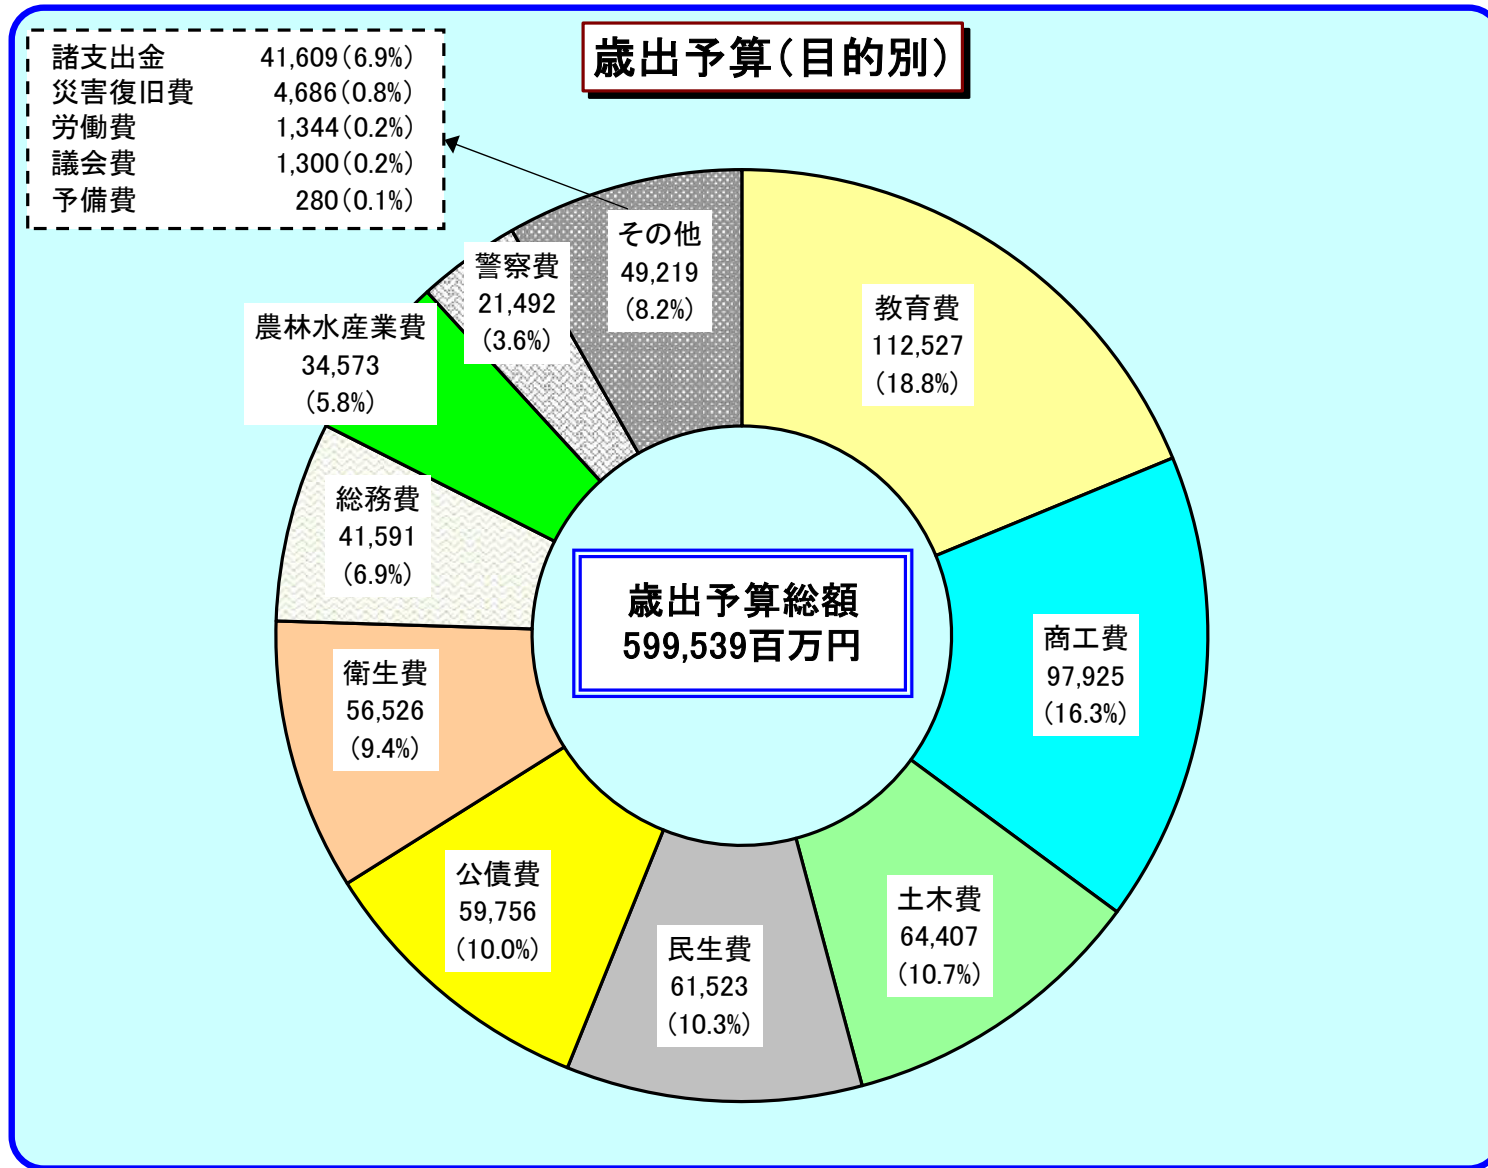 歳出予算(目的別)
諸支出金 41,609(6.9%)
災害復旧費 4,686(0.8%)
労働費 1,344(0.2%)
議会費 1,300(0.2%)
予備費 280(0.1%)
その他
49,219
(8.2%)
警察費
21,492
(3.6%)
農林水産業費
34,573
(5.8%)
教育費
112,527
(18.8%)
総務費
41,591
(6.9%)
歳出予算総額
599,539百万円
商工費
97,925
(16.3%)
衛生費
56,526
(9.4%)
公債費
59,756
(10.0%)
民生費
61,523
(10.3%)
土木費
64,407
(10.7%)